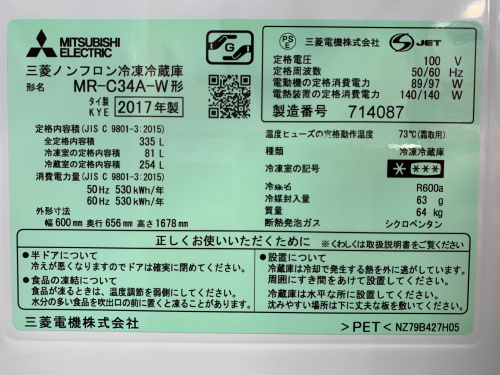 MITSUBISHI
ELECTRIC
三菱ノンフロン冷凍冷蔵庫
形名 MR-C34A-W形
タイ製
KYE 2017年製
定格内容積(JIS C 9801-3:2015)
全定格内容積 335 L
冷凍室の定格内容積 81 L
冷蔵室の定格内容積 254 L
消費電力量(JIS C 9801-3:2015)
50Hz 530 kWh/年
60Hz 530 kWh/年
外形寸法
幅 600mm 奥行 656mm 高さ 1678mm
G
PS
E
三菱電機株式会社
S JET
定格電圧 100 V
定格周波数 50/60 Hz
電動機の定格消費電力 89/97 W
電熱装置の定格消費電力 140/140 W
製造番号 714087
温度ヒューズの定格動作温度 73℃(霜取用)
種類 冷凍冷蔵庫
冷凍室の記号 * ***
冷媒名 R600a
冷媒封入量 63 g
質量 64 kg
断熱発泡ガス シクロペンタン
正しくお使いいただくために ※くわしくは取扱説明書をご覧ください
●半ドアについて
冷えが悪くなりますのでドアは確実に閉めてください。
●食品の凍結について
食品が凍るときは、温度調節を弱側にしてください。
水分の多い食品を吹出口の前に置くと凍ることがあります。
●設置について
冷蔵庫は冷却で発生する熱を外に逃がしています。
周囲にすき間をあけて設置してください。
冷蔵庫は水平な所に設置してください。
沈みやすい場所は下に丈夫な板を敷いてください。
三菱電機株式会社
>PET< NZ79B427H05